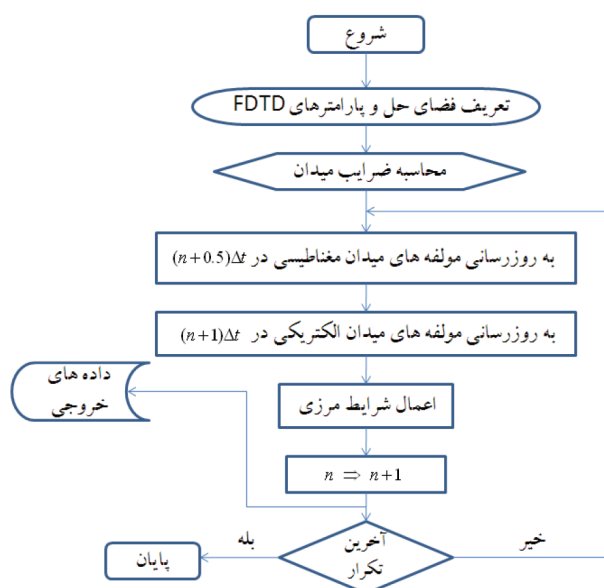 شروع
تعریف فضای حل و پارامترهای FDTD
محاسبه ضرایب میدان
به روزرسانی مولفه های میدان مغناطیسی در (n+0.5)Δt
به روزرسانی مولفه های میدان الکتریکی در (n+1)Δt
داده های
خروجی
اعمال شرایط مرزی
n ⇒ n+1
آخرین
تکرار
خیر
بله
پایان